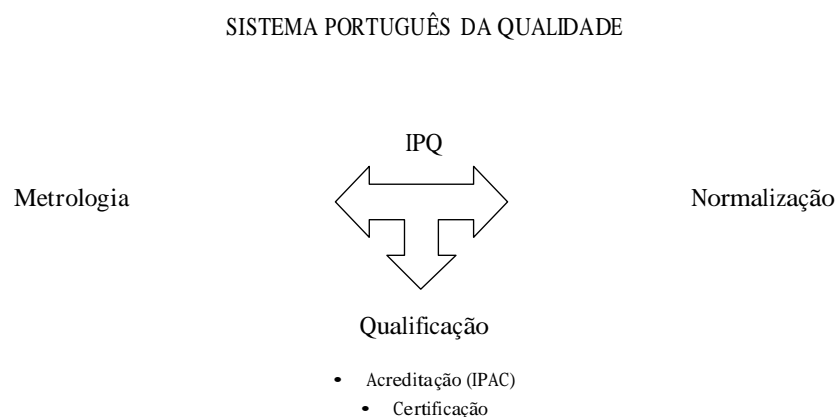 SISTEMA PORTUGUÊS DA QUALIDADE
IPQ
Metrologia
Normalização
Qualificação
• Acreditação (IPAC)
• Certificação